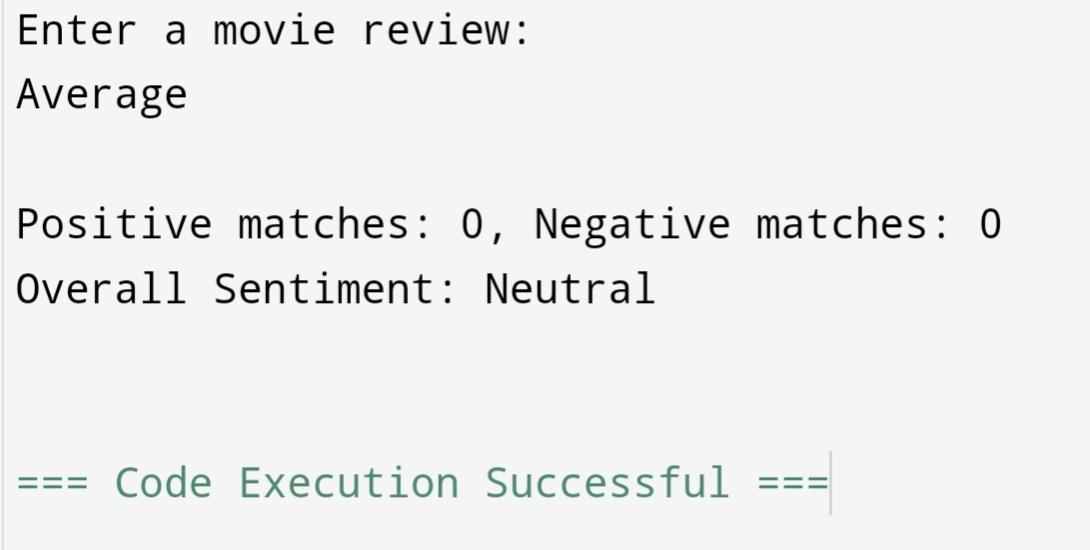 Enter a movie review:
Average
Positive matches: 0, Negative matches: 0
Overall Sentiment: Neutral
=== Code Execution Successful ===